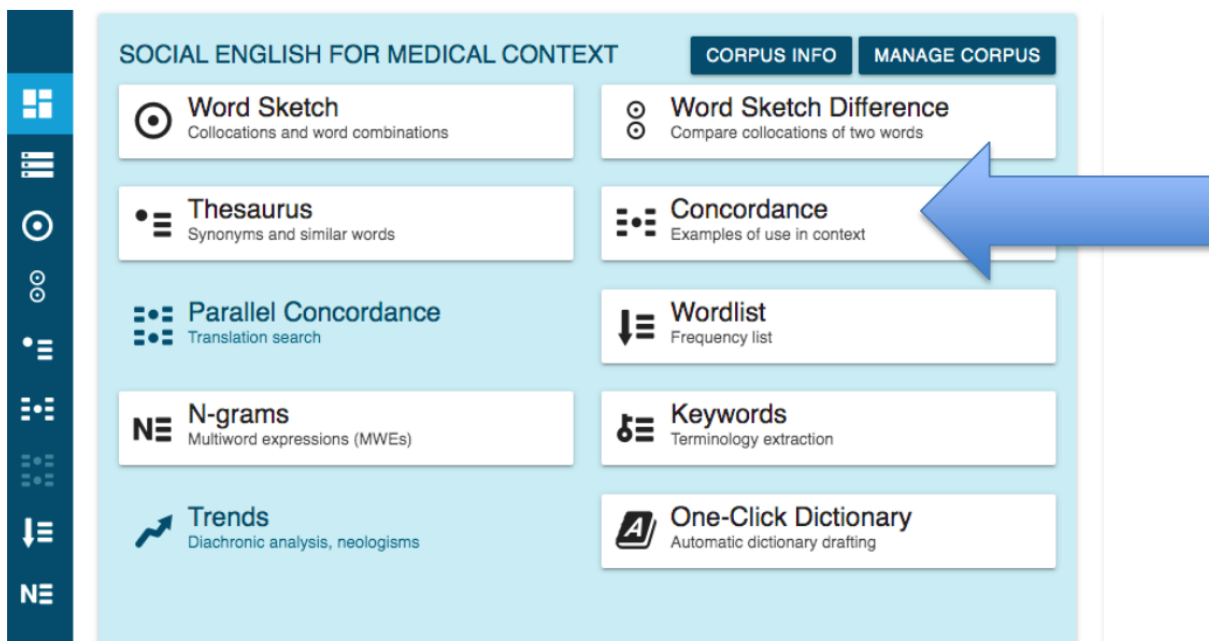 SOCIAL ENGLISH FOR MEDICAL CONTEXT
CORPUS INFO
MANAGE CORPUS
Word Sketch
Collocations and word combinations
Word Sketch Difference
Compare collocations of two words
Thesaurus
Synonyms and similar words
Concordance
Examples of use in context
Parallel Concordance
Translation search
Wordlist
Frequency list
N-grams
Multiword expressions (MWEs)
Keywords
Terminology extraction
Trends
Diachronic analysis, neologisms
One-Click Dictionary
Automatic dictionary drafting